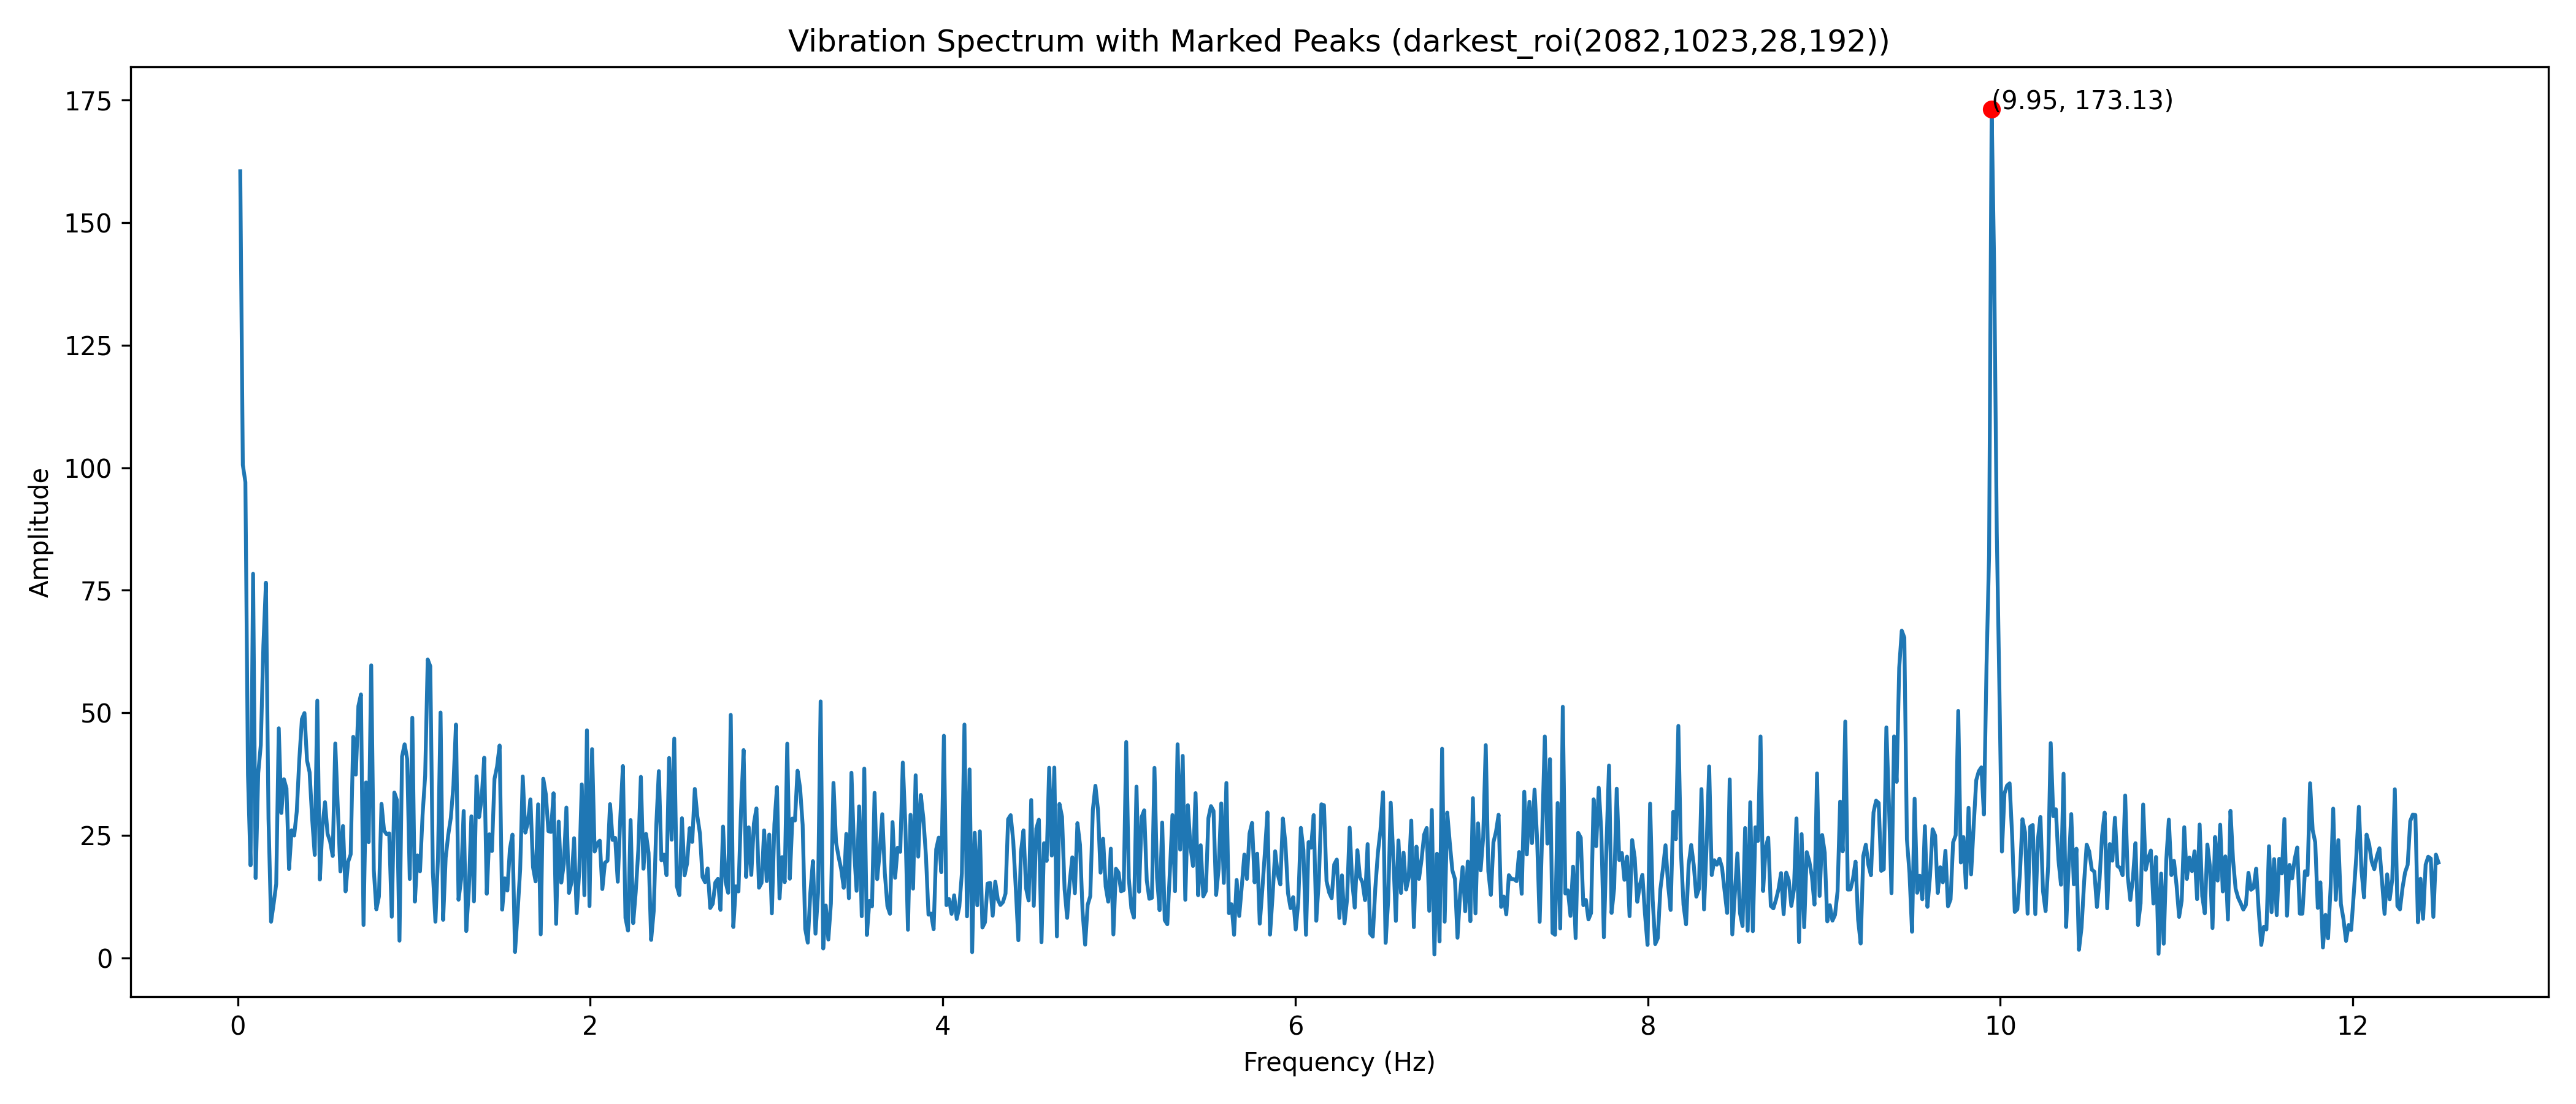 Vibration Spectrum with Marked Peaks (darkest_roi(2082,1023,28,192))
175
(9.95, 173.13)
150
125
100
75
50
25
0
Amplitude
0 2 4 6 8 10 12
Frequency (Hz)